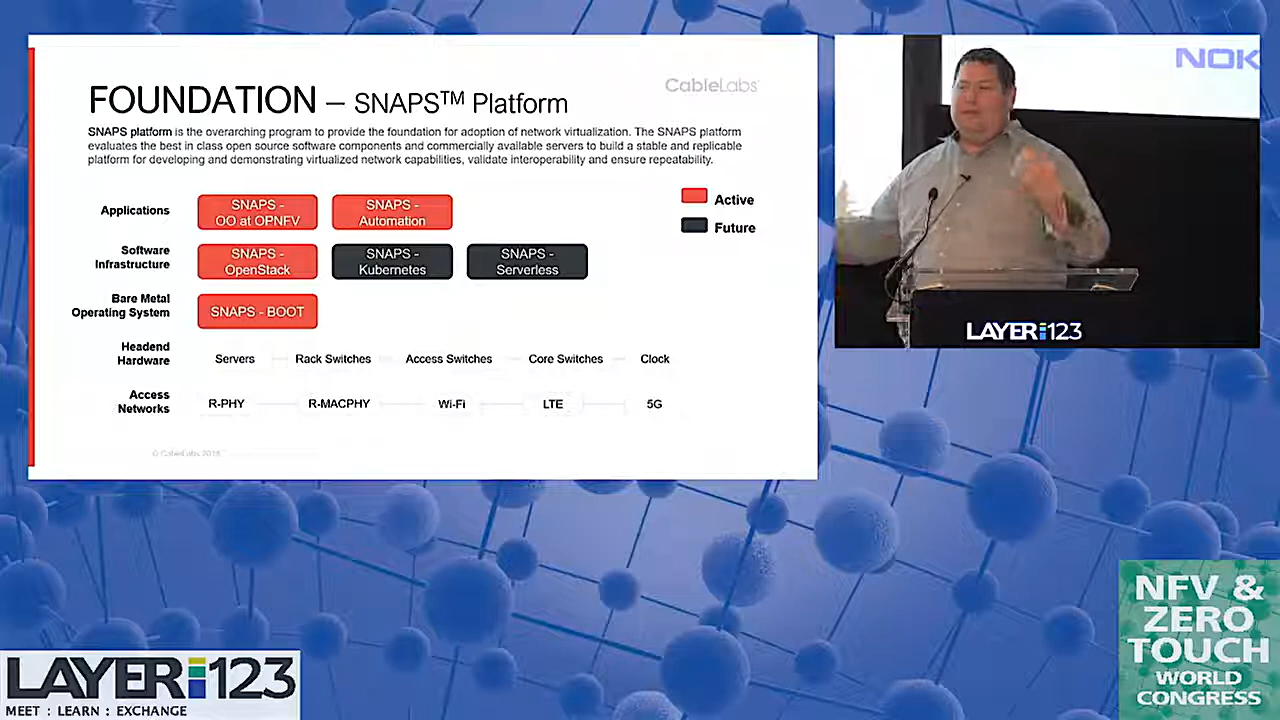 FOUNDATION – SNAPS™ Platform
CableLabs
SNAPS platform is the overarching program to provide the foundation for adoption of network virtualization. The SNAPS platform
evaluates the best in class open source software components and commercially available servers to build a stable and replicable
platform for developing and demonstrating virtualized network capabilities, validate interoperability and ensure repeatability.
Applications
SNAPS -
OO at OPNFV
SNAPS -
Automation
Active
Future
Software
Infrastructure
SNAPS -
OpenStack
SNAPS -
Kubernetes
SNAPS -
Serverless
Bare Metal
Operating System
SNAPS - BOOT
Headend
Hardware
Servers
Rack Switches
Access Switches
Core Switches
Clock
Access
Networks
R-PHY
R-MACPHY
Wi-Fi
LTE
5G
© CableLabs 2018
NOK
LAYER123
LAYER123
MEET : LEARN : EXCHANGE
NFV &
ZERO
TOUCH
WORLD
CONGRESS